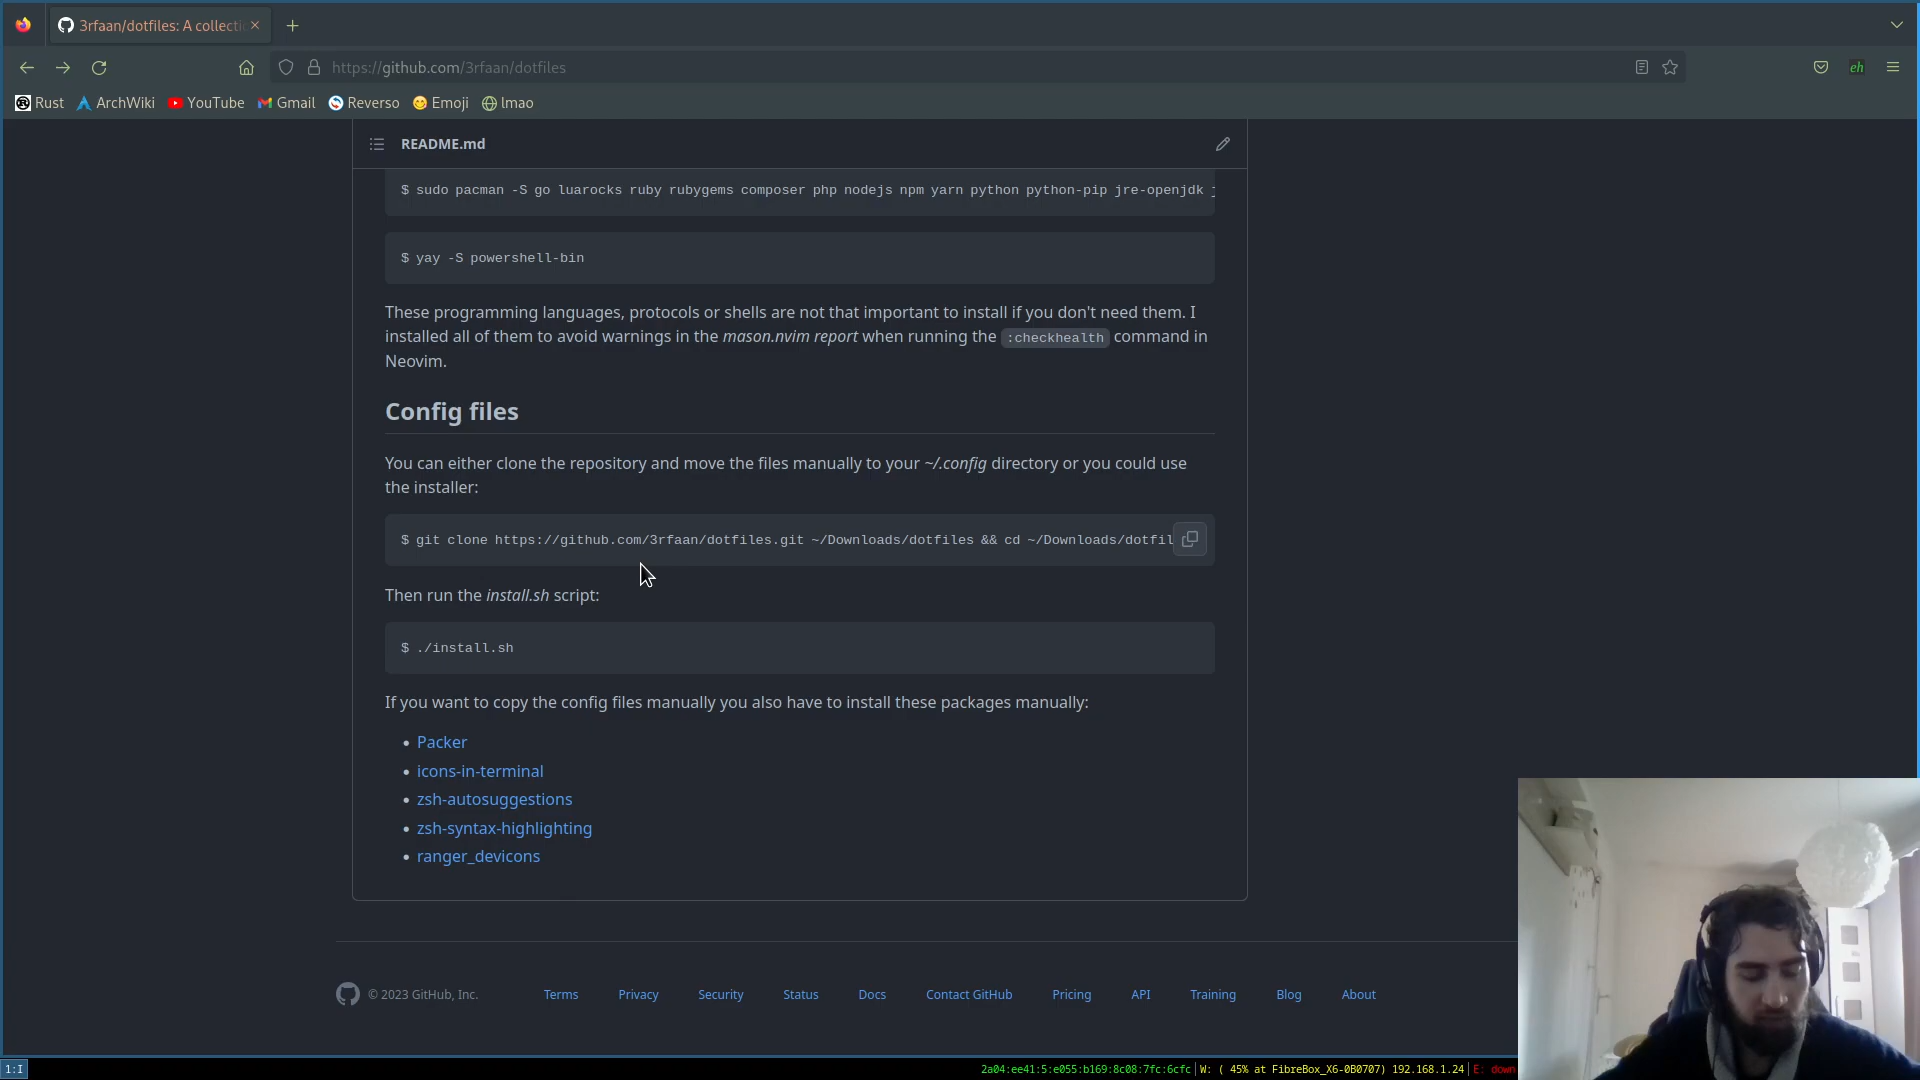 3rfaan/dotfiles: A collecti
https://github.com/3rfaan/dotfiles
eh
Rust ArchWiki YouTube Gmail Reverso Emoji lmao
README.md
$ sudo pacman -S go luarocks ruby rubygems composer php nodejs npm yarn python python-pip jre-openjdk j
$ yay -S powershell-bin
These programming languages, protocols or shells are not that important to install if you don't need them. I
installed all of them to avoid warnings in the mason.nvim report when running the :checkhealth command in
Neovim.
Config files
You can either clone the repository and move the files manually to your ~/.config directory or you could use
the installer:
$ git clone https://github.com/3rfaan/dotfiles.git ~/Downloads/dotfiles && cd ~/Downloads/dotfil
Then run the install.sh script:
$ ./install.sh
If you want to copy the config files manually you also have to install these packages manually:
Packer
icons-in-terminal
zsh-autosuggestions
zsh-syntax-highlighting
ranger_devicons
© 2023 GitHub, Inc. Terms Privacy Security Status Docs Contact GitHub Pricing API Training Blog About
1:I 2a04:ee41:5:e055:b169:8c08:7fc:6cfc W: ( 45% at FibreBox_X6-0B0707) 192.168.1.24 E: down